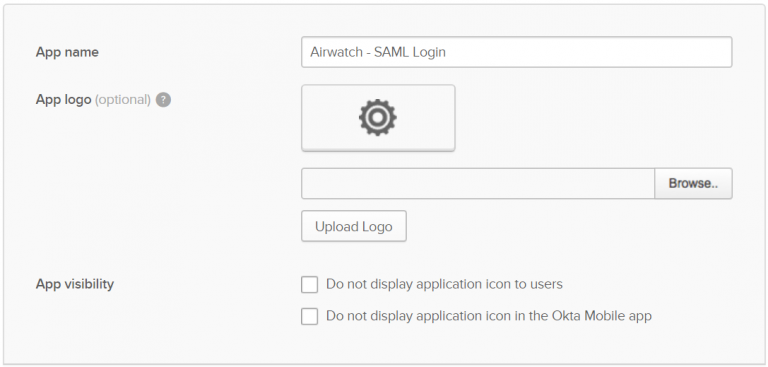 App name
Airwatch - SAML Login
App logo (optional) ?
Browse..
Upload Logo
App visibility
Do not display application icon to users
Do not display application icon in the Okta Mobile app